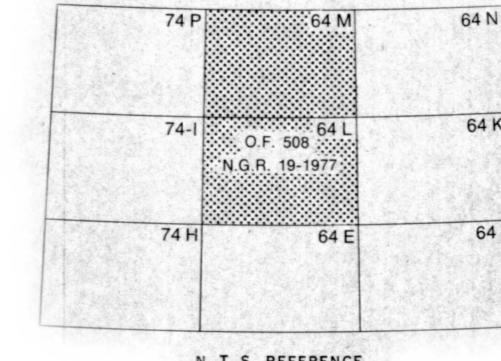 74 P 64 M 64 N
74-I 64 L 64 K
O.F. 508
N.G.R. 19-1977
74 H 64 E 64
N. T. S. REFERENCE